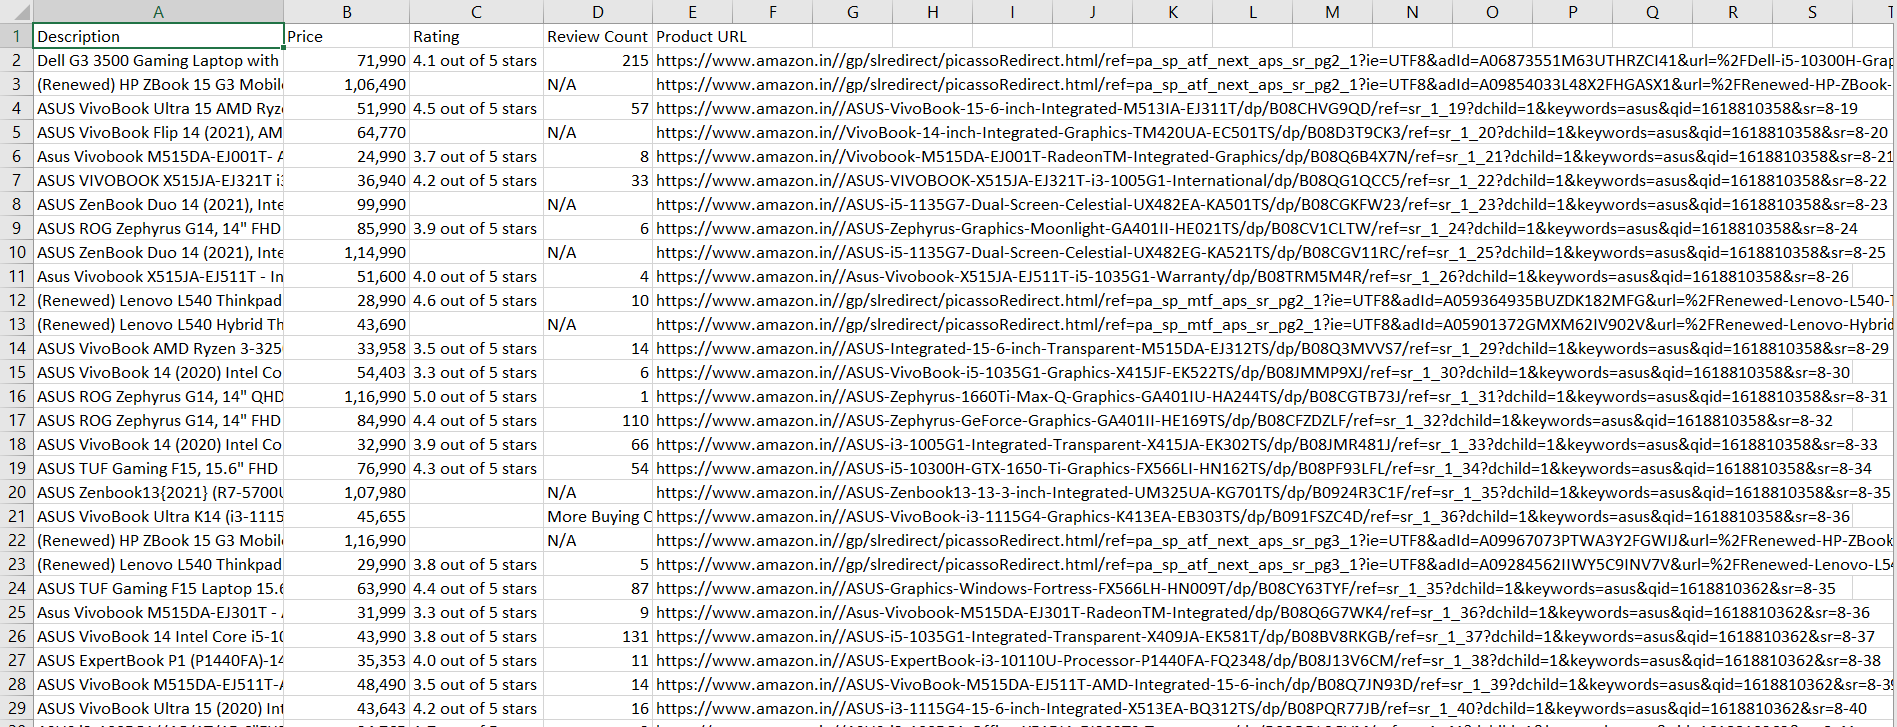 A B C D E F G H I J K L M N O P Q R S
1 Description Price Rating Review Count Product URL
2 Dell G3 3500 Gaming Laptop with 71,990 4.1 out of 5 stars 215 https://www.amazon.in//gp/slredirect/picassoRedirect.html/ref=pa_sp_atf_next_aps_sr_pg2_1?ie=UTF8&adId=A06873551M63UTHRZCI41&url=%2FDell-i5-10300H-Grap
3 (Renewed) HP ZBook 15 G3 Mobil 1,06,490 N/A https://www.amazon.in//gp/slredirect/picassoRedirect.html/ref=pa_sp_atf_next_aps_sr_pg2_1?ie=UTF8&adId=A09854033L48X2FHGASX1&url=%2FRenewed-HP-ZBook-
4 ASUS VivoBook Ultra 15 AMD Ryz 51,990 4.5 out of 5 stars 57 https://www.amazon.in//ASUS-VivoBook-15-6-inch-Integrated-M513IA-EJ311T/dp/B08CHVG9QD/ref=sr_1_19?dchild=1&keywords=asus&qid=1618810358&sr=8-19
5 ASUS VivoBook Flip 14 (2021), AM 64,770 N/A https://www.amazon.in//VivoBook-14-inch-Integrated-Graphics-TM420UA-EC501TS/dp/B08D3T9CK3/ref=sr_1_20?dchild=1&keywords=asus&qid=1618810358&sr=8-20
6 Asus Vivobook M515DA-EJ001T- A 24,990 3.7 out of 5 stars 8 https://www.amazon.in//Vivobook-M515DA-EJ001T-RadeonTM-Integrated-Graphics/dp/B08Q6B4X7N/ref=sr_1_21?dchild=1&keywords=asus&qid=1618810358&sr=8-21
7 ASUS VIVOBOOK X515JA-EJ321T i3 36,940 4.2 out of 5 stars 33 https://www.amazon.in//ASUS-VIVOBOOK-X515JA-EJ321T-i3-1005G1-International/dp/B08QG1QCC5/ref=sr_1_22?dchild=1&keywords=asus&qid=1618810358&sr=8-22
8 ASUS ZenBook Duo 14 (2021), Inte 99,990 N/A https://www.amazon.in//ASUS-i5-1135G7-Dual-Screen-Celestial-UX482EA-KA501TS/dp/B08CGKFW23/ref=sr_1_23?dchild=1&keywords=asus&qid=1618810358&sr=8-23
9 ASUS ROG Zephyrus G14, 14" FHD 85,990 3.9 out of 5 stars 6 https://www.amazon.in//ASUS-Zephyrus-Graphics-Moonlight-GA401II-HE021TS/dp/B08CV1CLTW/ref=sr_1_24?dchild=1&keywords=asus&qid=1618810358&sr=8-24
10 ASUS ZenBook Duo 14 (2021), Inte 1,14,990 N/A https://www.amazon.in//ASUS-i5-1135G7-Dual-Screen-Celestial-UX482EG-KA521TS/dp/B08CGV11RC/ref=sr_1_25?dchild=1&keywords=asus&qid=1618810358&sr=8-25
11 Asus Vivobook X515JA-EJ511T - In 51,600 4.0 out of 5 stars 4 https://www.amazon.in//Asus-Vivobook-X515JA-EJ511T-i5-1035G1-Warranty/dp/B08TRM5M4R/ref=sr_1_26?dchild=1&keywords=asus&qid=1618810358&sr=8-26
12 (Renewed) Lenovo L540 Thinkpad 28,990 4.6 out of 5 stars 10 https://www.amazon.in//gp/slredirect/picassoRedirect.html/ref=pa_sp_mtf_aps_sr_pg2_1?ie=UTF8&adId=A059364935BUZDK182MFG&url=%2FRenewed-Lenovo-L540-T
13 (Renewed) Lenovo L540 Hybrid Th 43,690 N/A https://www.amazon.in//gp/slredirect/picassoRedirect.html/ref=pa_sp_mtf_aps_sr_pg2_1?ie=UTF8&adId=A05901372GMXM62IV902V&url=%2FRenewed-Lenovo-Hybrid
14 ASUS VivoBook AMD Ryzen 3-325 33,958 3.5 out of 5 stars 14 https://www.amazon.in//ASUS-Integrated-15-6-inch-Transparent-M515DA-EJ312TS/dp/B08Q3MVVS7/ref=sr_1_29?dchild=1&keywords=asus&qid=1618810358&sr=8-29
15 ASUS VivoBook 14 (2020) Intel Co 54,403 3.3 out of 5 stars 6 https://www.amazon.in//ASUS-VivoBook-i5-1035G1-Graphics-X415JF-EK522TS/dp/B08JMMP9XJ/ref=sr_1_30?dchild=1&keywords=asus&qid=1618810358&sr=8-30
16 ASUS ROG Zephyrus G14, 14" QHD 1,16,990 5.0 out of 5 stars 1 https://www.amazon.in//ASUS-Zephyrus-1660Ti-Max-Q-Graphics-GA401IU-HA244TS/dp/B08CGTB73J/ref=sr_1_31?dchild=1&keywords=asus&qid=1618810358&sr=8-31
17 ASUS ROG Zephyrus G14, 14" FHD 84,990 4.4 out of 5 stars 110 https://www.amazon.in//ASUS-Zephyrus-GeForce-Graphics-GA401II-HE169TS/dp/B08CFZDZLF/ref=sr_1_32?dchild=1&keywords=asus&qid=1618810358&sr=8-32
18 ASUS VivoBook 14 (2020) Intel Co 32,990 3.9 out of 5 stars 66 https://www.amazon.in//ASUS-i3-1005G1-Integrated-Transparent-X415JA-EK302TS/dp/B08JMR481J/ref=sr_1_33?dchild=1&keywords=asus&qid=1618810358&sr=8-33
19 ASUS TUF Gaming F15, 15.6" FHD 76,990 4.3 out of 5 stars 54 https://www.amazon.in//ASUS-i5-10300H-GTX-1650-Ti-Graphics-FX566LI-HN162TS/dp/B08PF93LFL/ref=sr_1_34?dchild=1&keywords=asus&qid=1618810358&sr=8-34
20 ASUS Zenbook13{2021} (R7-5700U 1,07,980 N/A https://www.amazon.in//ASUS-Zenbook13-13-3-inch-Integrated-UM325UA-KG701TS/dp/B0924R3C1F/ref=sr_1_35?dchild=1&keywords=asus&qid=1618810358&sr=8-35
21 ASUS VivoBook Ultra K14 (i3-1115 45,655 More Buying C https://www.amazon.in//ASUS-VivoBook-i3-1115G4-Graphics-K413EA-EB303TS/dp/B091FSZC4D/ref=sr_1_36?dchild=1&keywords=asus&qid=1618810358&sr=8-36
22 (Renewed) HP ZBook 15 G3 Mobil 1,16,990 N/A https://www.amazon.in//gp/slredirect/picassoRedirect.html/ref=pa_sp_atf_next_aps_sr_pg3_1?ie=UTF8&adId=A09967073PTWA3Y2FGWIJ&url=%2FRenewed-HP-ZBook
23 (Renewed) Lenovo L540 Thinkpad 29,990 3.8 out of 5 stars 5 https://www.amazon.in//gp/slredirect/picassoRedirect.html/ref=pa_sp_atf_next_aps_sr_pg3_1?ie=UTF8&adId=A09284562IIWY5C9INV7V&url=%2FRenewed-Lenovo-L54
24 ASUS TUF Gaming F15 Laptop 15.6 63,990 4.4 out of 5 stars 87 https://www.amazon.in//ASUS-Graphics-Windows-Fortress-FX566LH-HN009T/dp/B08CY63TYF/ref=sr_1_35?dchild=1&keywords=asus&qid=1618810362&sr=8-35
25 Asus Vivobook M515DA-EJ301T - 31,999 3.3 out of 5 stars 9 https://www.amazon.in//Asus-Vivobook-M515DA-EJ301T-RadeonTM-Integrated/dp/B08Q6G7WK4/ref=sr_1_36?dchild=1&keywords=asus&qid=1618810362&sr=8-36
26 ASUS VivoBook 14 Intel Core i5-10 43,990 3.8 out of 5 stars 131 https://www.amazon.in//ASUS-i5-1035G1-Integrated-Transparent-X409JA-EK581T/dp/B08BV8RKGB/ref=sr_1_37?dchild=1&keywords=asus&qid=1618810362&sr=8-37
27 ASUS ExpertBook P1 (P1440FA)-14 35,353 4.0 out of 5 stars 11 https://www.amazon.in//ASUS-ExpertBook-i3-10110U-Processor-P1440FA-FQ2348/dp/B08J13V6CM/ref=sr_1_38?dchild=1&keywords=asus&qid=1618810362&sr=8-38
28 ASUS VivoBook M515DA-EJ511T-A 48,490 3.5 out of 5 stars 14 https://www.amazon.in//ASUS-VivoBook-M515DA-EJ511T-AMD-Integrated-15-6-inch/dp/B08Q7JN93D/ref=sr_1_39?dchild=1&keywords=asus&qid=1618810362&sr=8-39
29 ASUS VivoBook Ultra 15 (2020) Int 43,643 4.2 out of 5 stars 16 https://www.amazon.in//ASUS-i3-1115G4-15-6-inch-Integrated-X513EA-BQ312TS/dp/B08PQR77JB/ref=sr_1_40?dchild=1&keywords=asus&qid=1618810362&sr=8-40